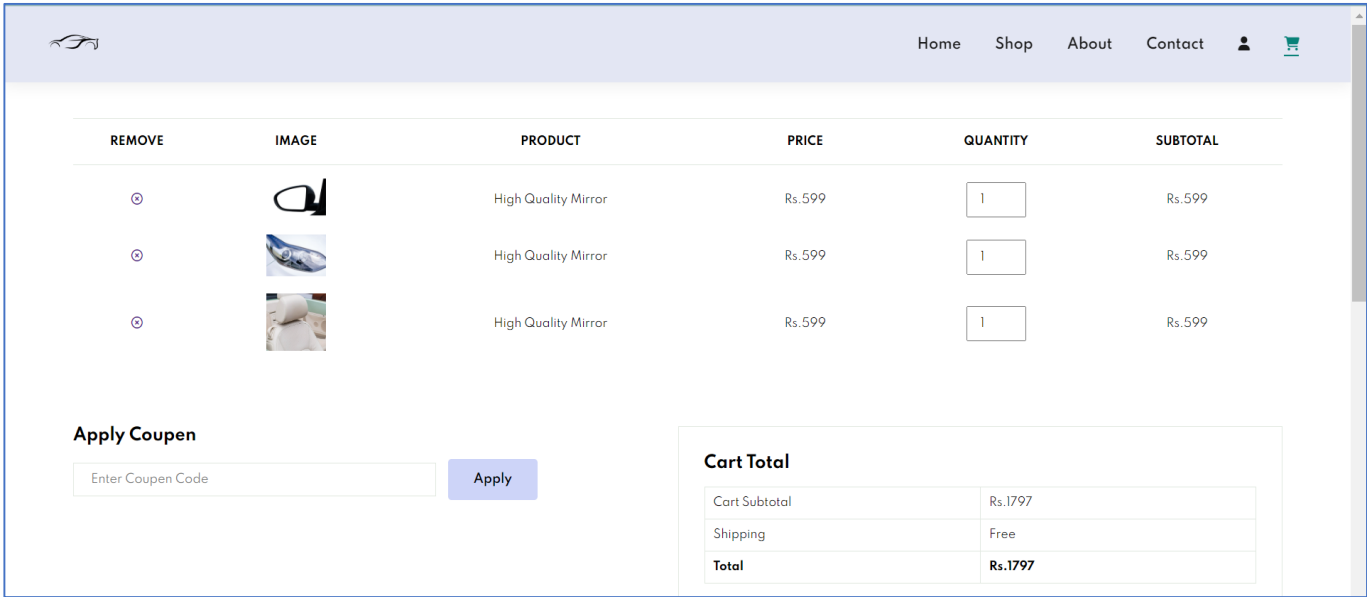 Home Shop About Contact
REMOVE IMAGE PRODUCT PRICE QUANTITY SUBTOTAL
High Quality Mirror Rs.599 1 Rs.599
High Quality Mirror Rs.599 1 Rs.599
High Quality Mirror Rs.599 1 Rs.599
Apply Coupen
Enter Coupen Code Apply
Cart Total
Cart Subtotal Rs.1797
Shipping Free
Total Rs.1797